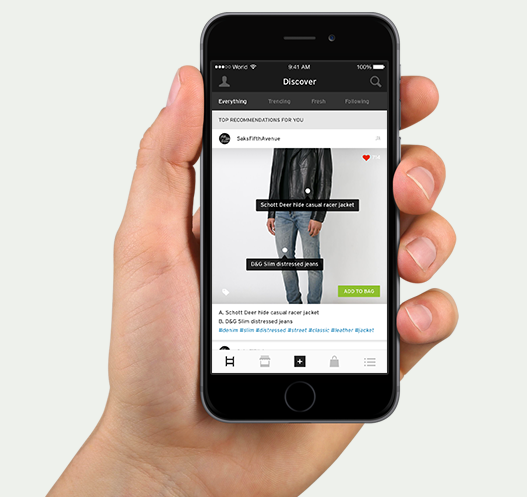 World 9:41 AM 100%
Discover
Everything Trending Fresh Following
TOP RECOMMENDATIONS FOR YOU
SaksFifthAvenue
Schott Deer hide casual racer jacket
D&G Slim distressed jeans
ADD TO BAG
A. Schott Deer hide casual racer jacket
B. D&G Slim distressed jeans
#denim #slim #distressed #street #classic #leather #jacket